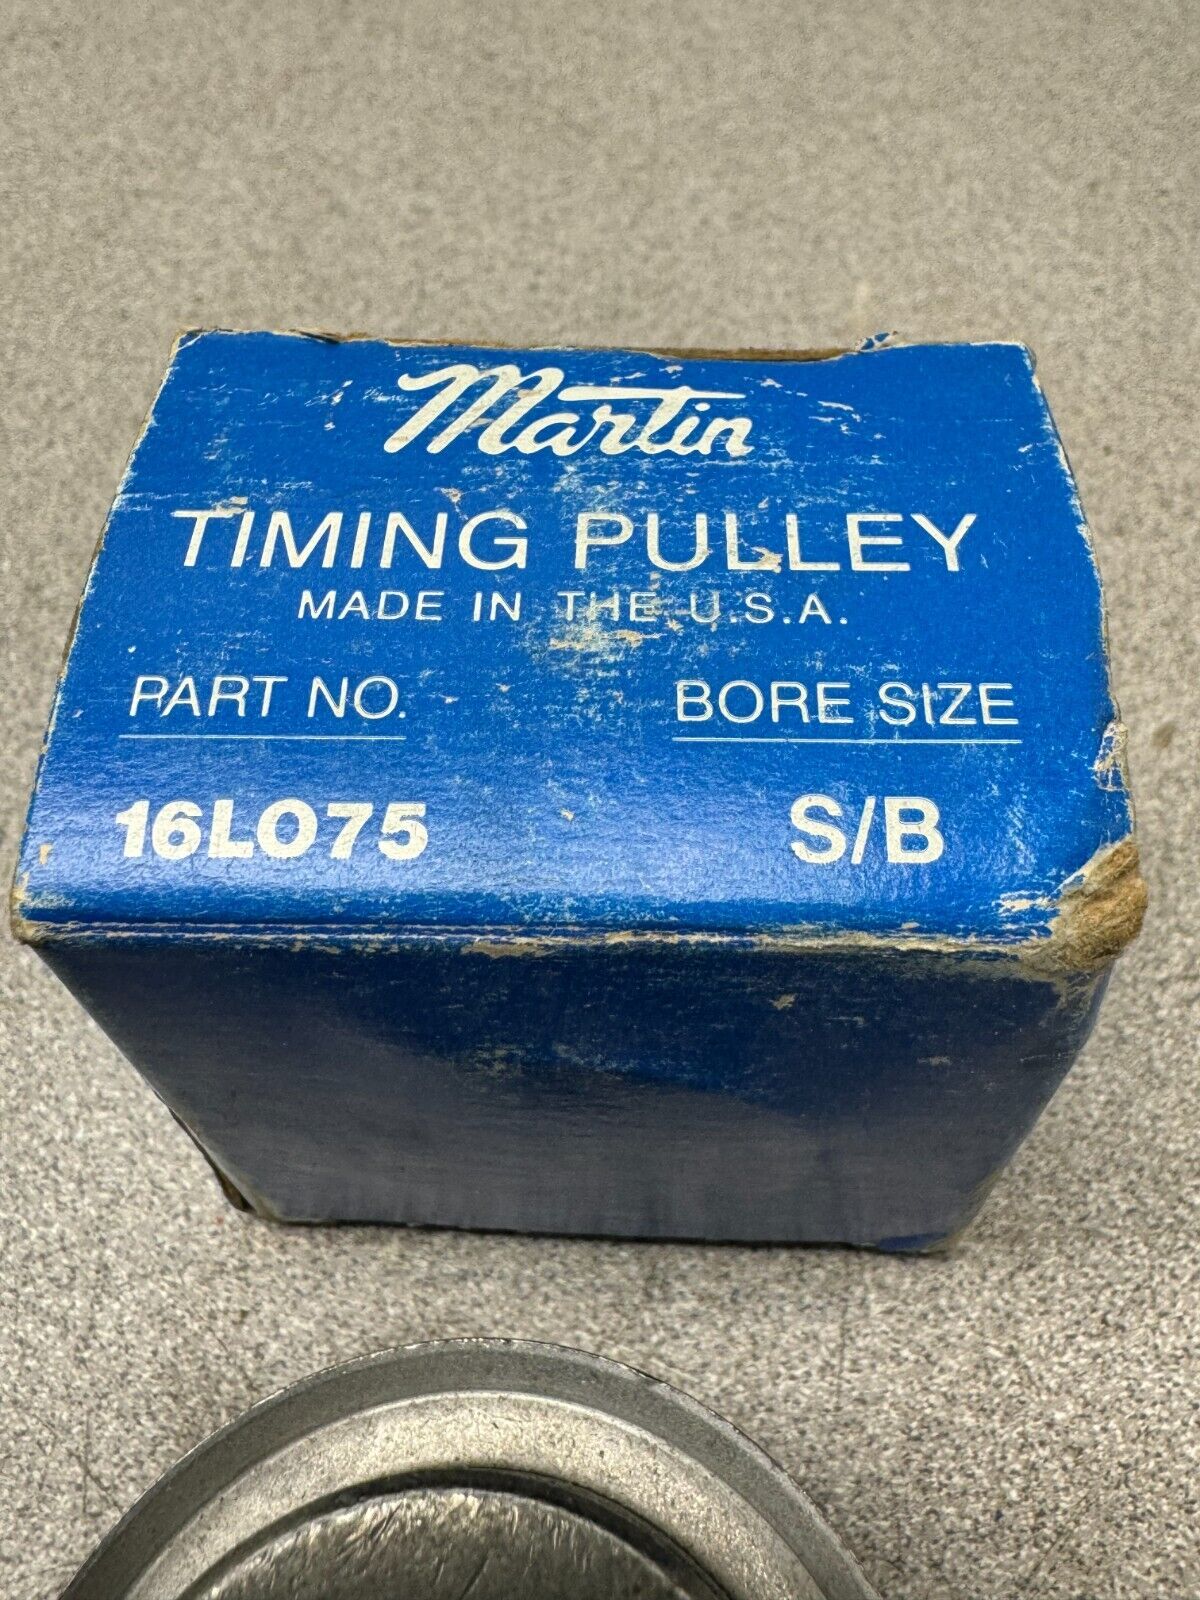 Martin
TIMING PULLEY
MADE IN THE U.S.A.
PART NO. BORE SIZE
16L075 S/B